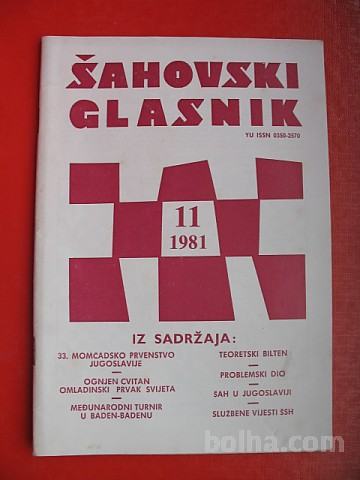 ŠAHOVSKI
GLASNIK
YU ISSN 0350-2570
11
1981
IZ SADRŽAJA:
33. MOMČADSKO PRVENSTVO
JUGOSLAVIJE
OGNJEN CVITAN
OMLADINSKI PRVAK SVIJETA
MEĐUNARODNI TURNIR
U BADEN-BADENU
TEORETSKI BILTEN
PROBLEMSKI DIO
ŠAH U JUGOSLAVIJI
SLUŽBENE VIJESTI ŠSH
bolha.com